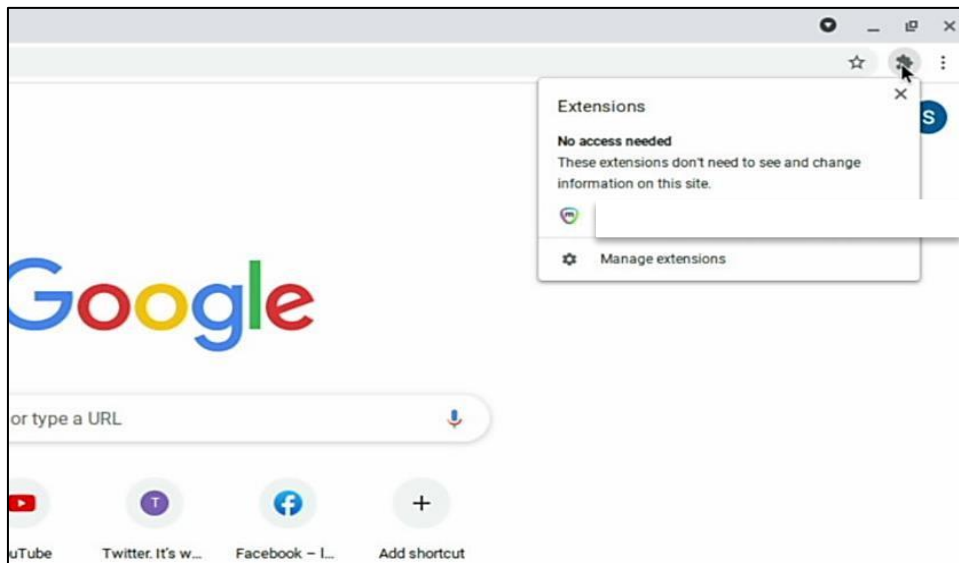 Extensions
S
No access needed
These extensions don't need to see and change
information on this site.
m
Manage extensions
Google
or type a URL
T
uTube
Twitter. It's w...
Facebook – l...
Add shortcut